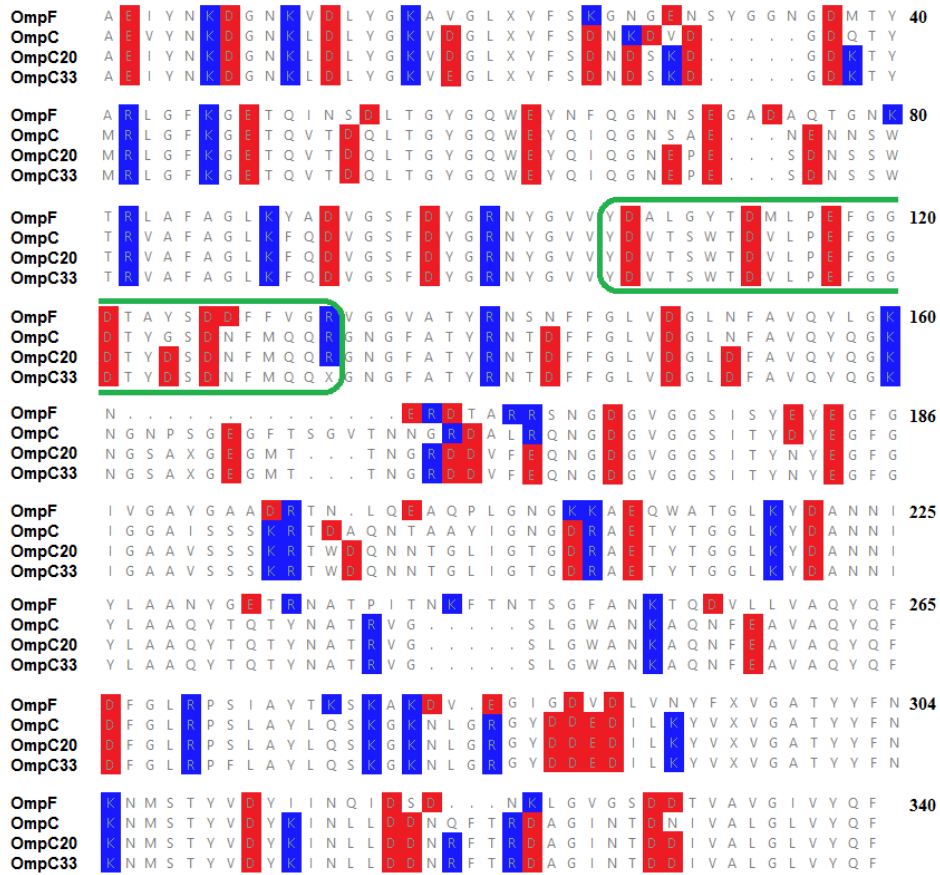 OmpF A E I Y N K D G N K V D L Y G K A V G L X Y F S K G N G E N S Y G G N G D M T Y 40
OmpC A E V Y N K D G N K L D L Y G K V D G L X Y F S D N K D V D . . . . . G D Q T Y
OmpC20 A E I Y N K D G N K L D L Y G K V D G L X Y F S D N D S K D . . . . . G D K T Y
OmpC33 A E I Y N K D G N K L D L Y G K V E G L X Y F S D N D S K D . . . . . G D K T Y
OmpF A R L G F K G E T Q I N S D L T G Y G Q W E Y N F Q G N N S E G A D A Q T G N K 80
OmpC M R L G F K G E T Q V T D Q L T G Y G Q W E Y Q I Q G N S A E . . . N E N N S W
OmpC20 M R L G F K G E T Q V T D Q L T G Y G Q W E Y Q I Q G N E P E . . . S D N S S W
OmpC33 M R L G F K G E T Q V T D Q L T G Y G Q W E Y Q I Q G N E P E . . . S D N S S W
OmpF T R L A F A G L K Y A D V G S F D Y G R N Y G V V Y D A L G Y T D M L P E F G G 120
OmpC T R V A F A G L K F Q D V G S F D Y G R N Y G V V Y D V T S W T D V L P E F G G
OmpC20 T R V A F A G L K F Q D V G S F D Y G R N Y G V V Y D V T S W T D V L P E F G G
OmpC33 T R V A F A G L K F Q D V G S F D Y G R N Y G V V Y D V T S W T D V L P E F G G
OmpF D T A Y S D D F F V G R V G G V A T Y R N S N F F G L V D G L N F A V Q Y L G K 160
OmpC D T Y G S D N F M Q Q R G N G F A T Y R N T D F F G L V D G L N F A V Q Y Q G K
OmpC20 D T Y D S D N F M Q Q R G N G F A T Y R N T D F F G L V D G L D F A V Q Y Q G K
OmpC33 D T Y D S D N F M Q Q X G N G F A T Y R N T D F F G L V D G L D F A V Q Y Q G K
OmpF N . . . . . . . . . . . . . . E R D T A R R S N G D G V G G S I S Y E Y E G F G 186
OmpC N G N P S G E G F T S G V T N N G R D A L R Q N G D G V G G S I T Y D Y E G F G
OmpC20 N G S A X G E G M T . . . T N G R D D V F E Q N G D G V G G S I T Y N Y E G F G
OmpC33 N G S A X G E G M T . . . T N G R D D V F E Q N G D G V G G S I T Y N Y E G F G
OmpF I V G A Y G A A D R T N . L Q E A Q P L G N G K K A E Q W A T G L K Y D A N N I 225
OmpC I G G A I S S S K R T D A Q N T A A Y I G N G D R A E T Y T G G L K Y D A N N I
OmpC20 I G A A V S S S K R T W D Q N N T G L I G T G D R A E T Y T G G L K Y D A N N I
OmpC33 I G A A V S S S K R T W D Q N N T G L I G T G D R A E T Y T G G L K Y D A N N I
OmpF Y L A A N Y G E T R N A T P I T N K F T N T S G F A N K T Q D V L L V A Q Y Q F 265
OmpC Y L A A Q Y T Q T Y N A T R V G . . . . . S L G W A N K A Q N F E A V A Q Y Q F
OmpC20 Y L A A Q Y T Q T Y N A T R V G . . . . . S L G W A N K A Q N F E A V A Q Y Q F
OmpC33 Y L A A Q Y T Q T Y N A T R V G . . . . . S L G W A N K A Q N F E A V A Q Y Q F
OmpF D F G L R P S I A Y T K S K A K D V . E G I G D V D L V N Y F X V G A T Y Y F N 304
OmpC D F G L R P S L A Y L Q S K G K N L G R G Y D D E D I L K Y V X V G A T Y Y F N
OmpC20 D F G L R P S L A Y L Q S K G K N L G R G Y D D E D I L K Y V X V G A T Y Y F N
OmpC33 D F G L R P F L A Y L Q S K G K N L G R G Y D D E D I L K Y V X V G A T Y Y F N
OmpF K N M S T Y V D Y I I N Q I D S D . . . N K L G V G S D D T V A V G I V Y Q F 340
OmpC K N M S T Y V D Y K I N L L D D N Q F T R D A G I N T D N I V A L G L V Y Q F
OmpC20 K N M S T Y V D Y K I N L L D D N R F T R D A G I N T D D I V A L G L V Y Q F
OmpC33 K N M S T Y V D Y K I N L L D D N R F T R D A G I N T D D I V A L G L V Y Q F